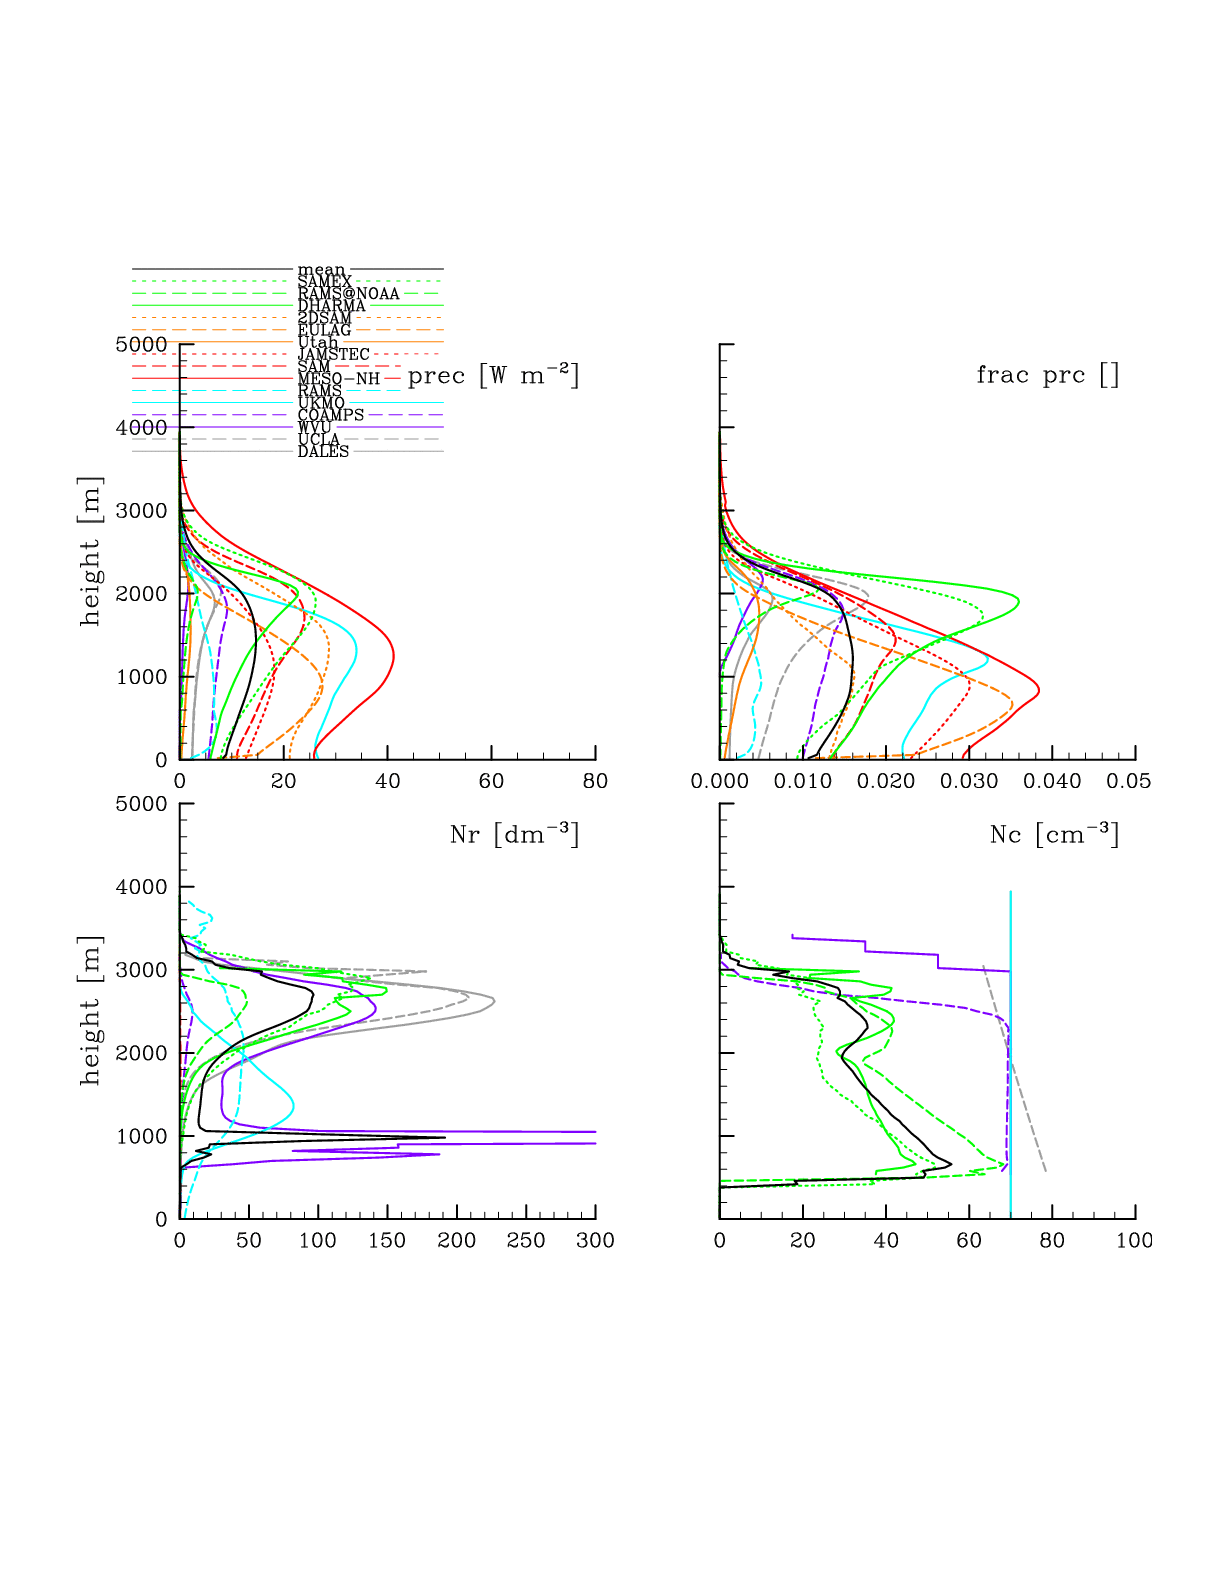 mean
SAMEX
RAMS@NOAA
DHARMA
2DSAM
EULAG
Utah
JAMSTEC
SAM
MESO-NH
RAMS
UKMO
COAMPS
WVU
UCLA
DALES
prec [W m−2]
height [m]
5000
4000
3000
2000
1000
0
0 20 40 60 80
frac prc []
0.000 0.010 0.020 0.030 0.040 0.05
Nr [dm−3]
height [m]
5000
4000
3000
2000
1000
0
0 50 100 150 200 250 300
Nc [cm−3]
0 20 40 60 80 100